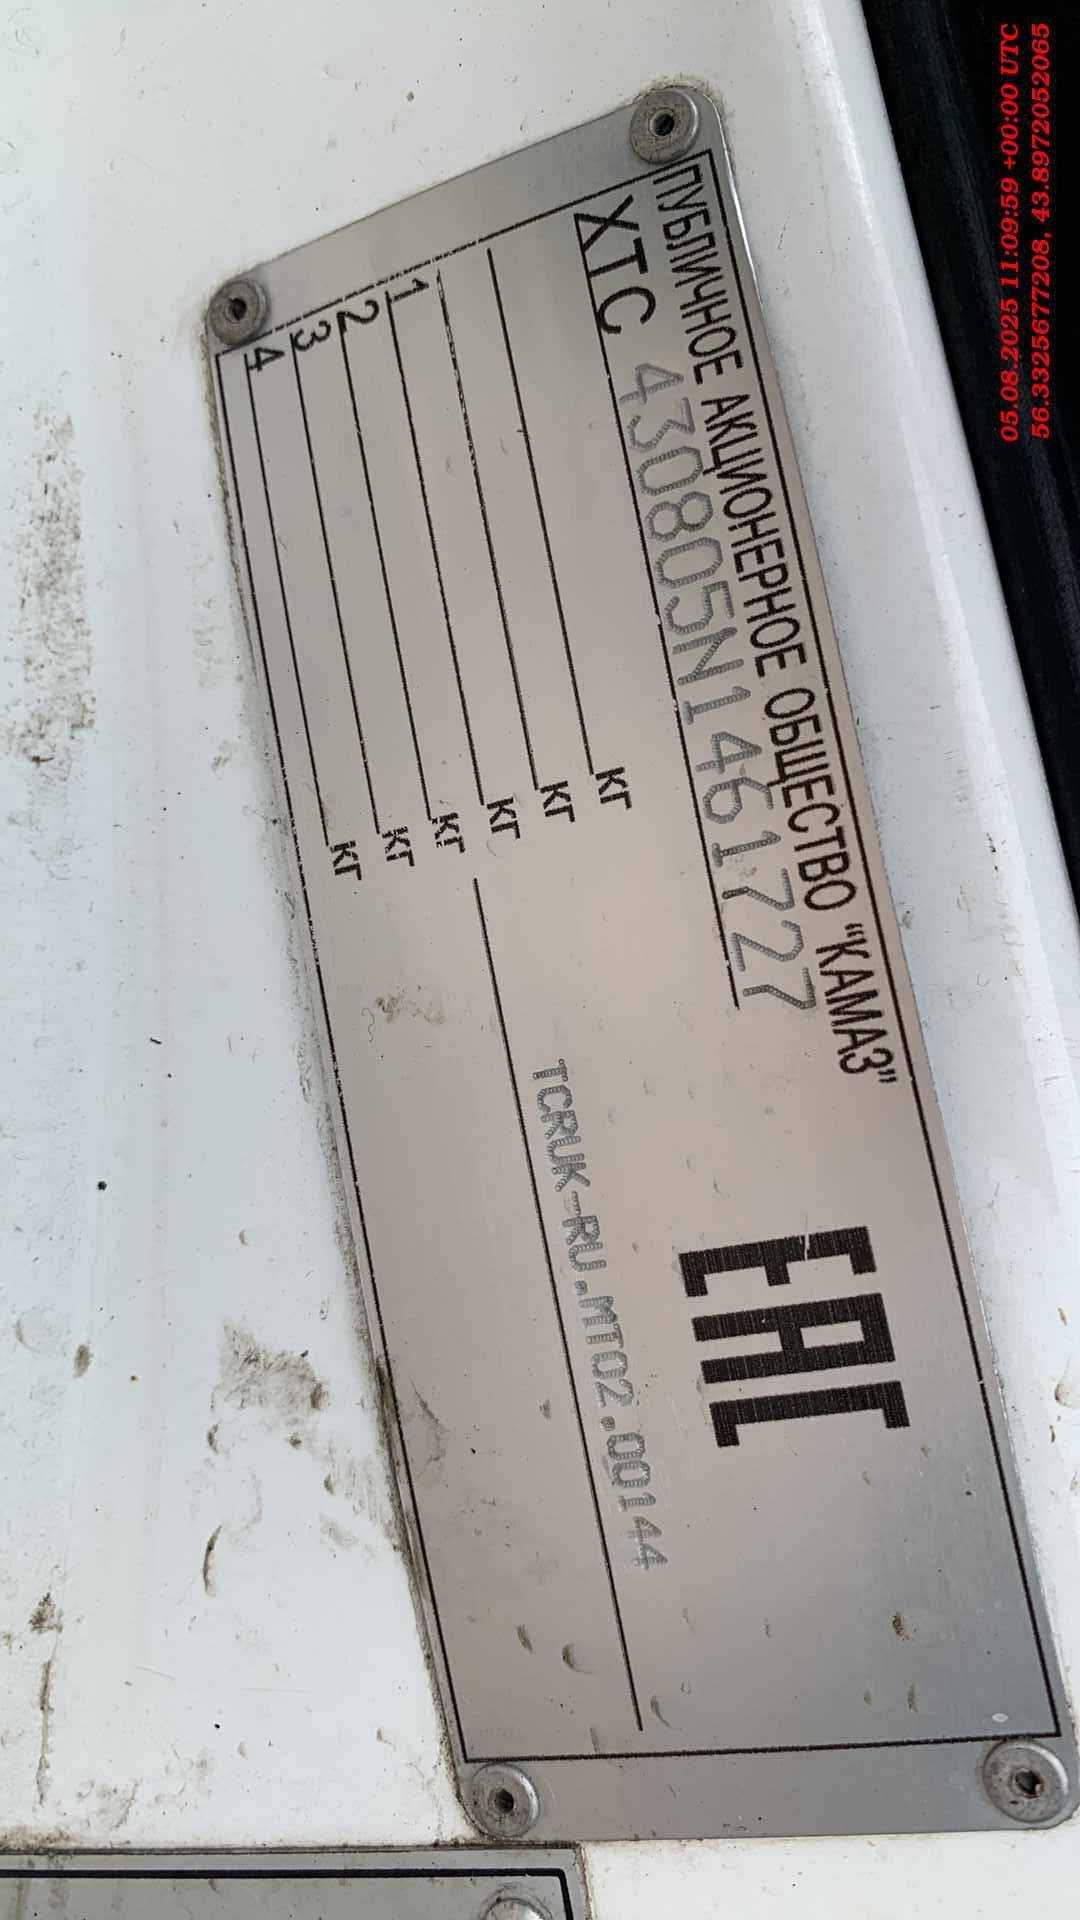 ПУБЛИЧНОЕ АКЦИОНЕРНОЕ ОБЩЕСТВО "КАМАЗ"
XTC 430805N1461727
КГ
КГ
1 КГ
2 КГ
3 КГ
4 КГ
EAC
TCRUK-RU.MT02.00144
05.08.2025 11:09:59 +00:00 UTC
56.3325677208, 43.8972052065